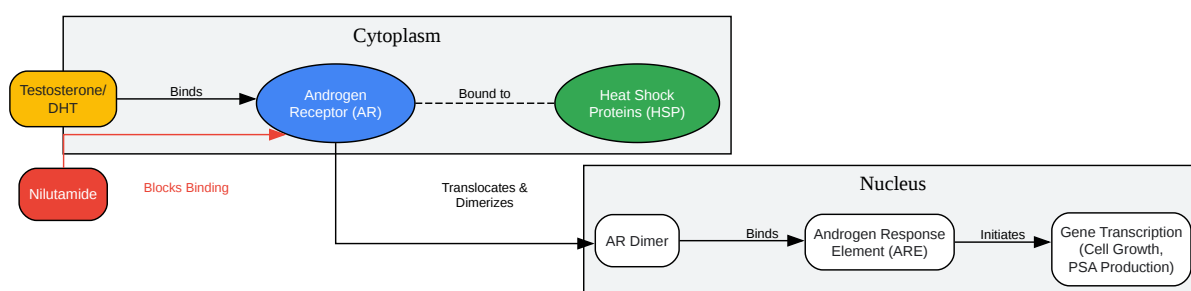 Cytoplasm
Testosterone/
DHT
Binds
Androgen
Receptor (AR)
Bound to
Heat Shock
Proteins (HSP)
Nilutamide
Blocks Binding
Translocates &
Dimerizes
Nucleus
AR Dimer
Binds
Androgen Response
Element (ARE)
Initiates
Gene Transcription
(Cell Growth,
PSA Production)